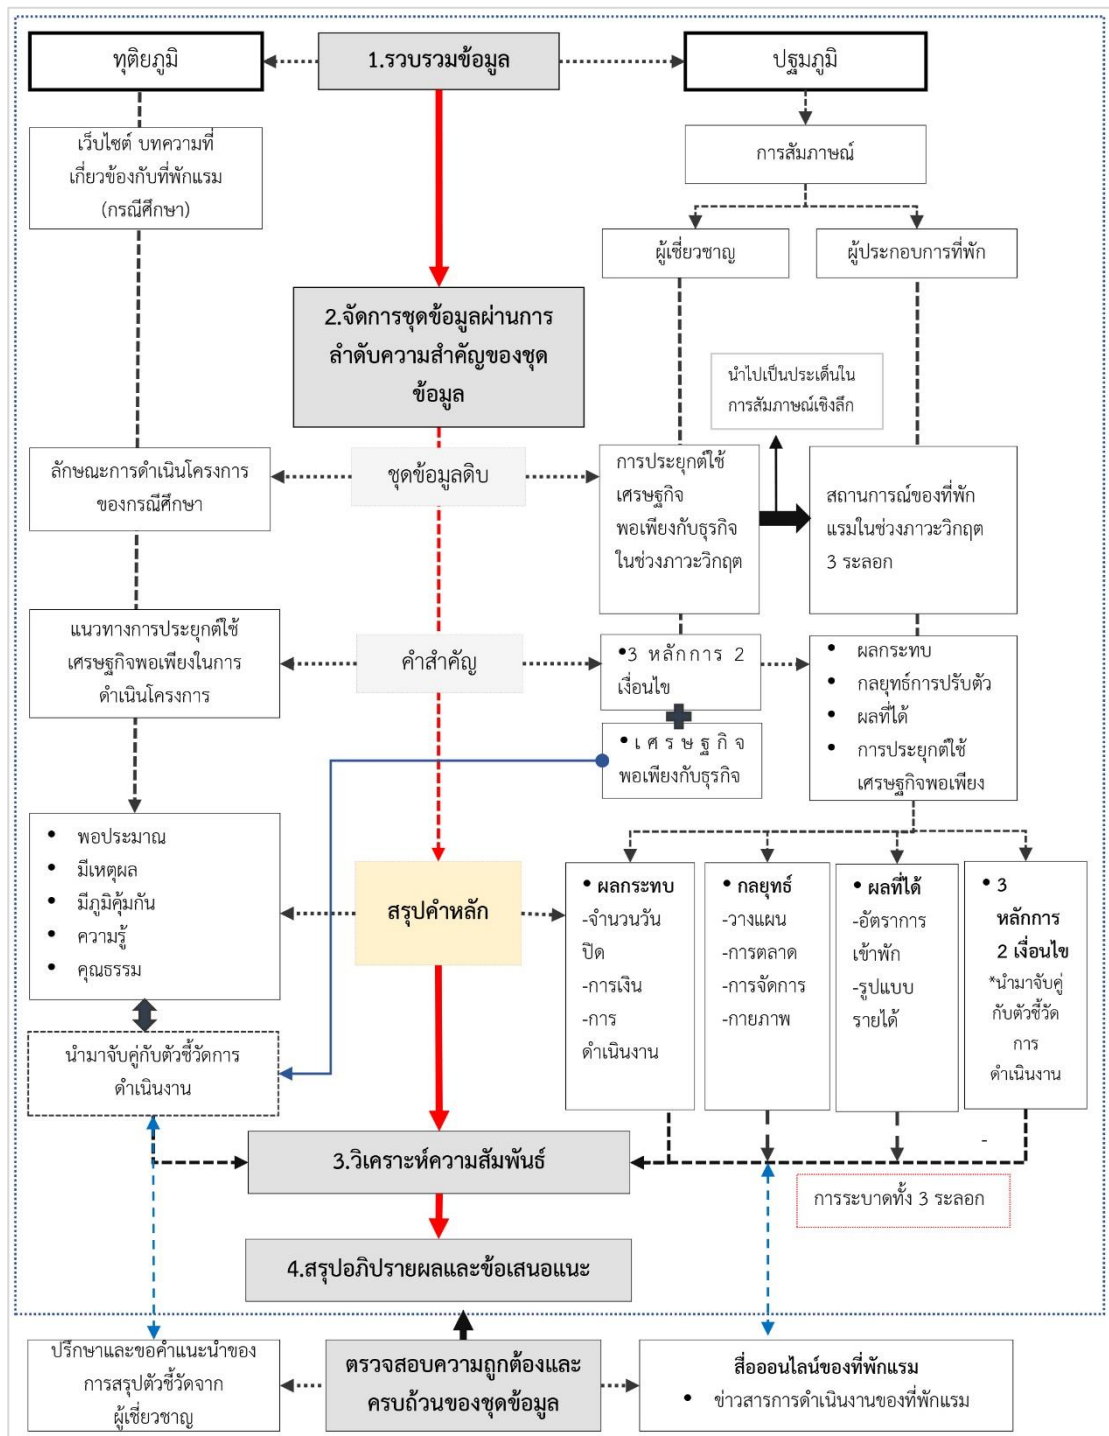 ทุติยภูมิ
1.รวบรวมข้อมูล
ปฐมภูมิ
เว็บไซต์ บทความที่
เกี่ยวข้องกับที่พักแรม
(กรณีศึกษา)
การสัมภาษณ์
ผู้เชี่ยวชาญ
ผู้ประกอบการที่พัก
2.จัดการชุดข้อมูลผ่านการ
ลำดับความสำคัญของชุด
ข้อมูล
นำไปเป็นประเด็นใน
การสัมภาษณ์เชิงลึก
ลักษณะการดำเนินโครงการ
ของกรณีศึกษา
ชุดข้อมูลดิบ
การประยุกต์ใช้
เศรษฐกิจ
พอเพียงกับธุรกิจ
ในช่วงภาวะวิกฤต
สถานการณ์ของที่พัก
แรมในช่วงภาวะวิกฤต
3 ระลอก
แนวทางการประยุกต์ใช้
เศรษฐกิจพอเพียงในการ
ดำเนินโครงการ
คำสำคัญ
•3 หลักการ 2
เงื่อนไข
• เศรษฐกิจ
พอเพียงกับธุรกิจ
• ผลกระทบ
• กลยุทธ์การปรับตัว
• ผลที่ได้
• การประยุกต์ใช้
เศรษฐกิจพอเพียง
• พอประมาณ
• มีเหตุผล
• มีภูมิคุ้มกัน
• ความรู้
• คุณธรรม
สรุปคำหลัก
• ผลกระทบ
-จำนวนวัน
ปิด
-การเงิน
-การ
ดำเนินงาน
• กลยุทธ์
-วางแผน
-การตลาด
-การจัดการ
-กายภาพ
• ผลที่ได้
-อัตราการ
เข้าพัก
-รูปแบบ
รายได้
• 3
หลักการ
2 เงื่อนไข
*นำมาจับคู่
กับตัวชี้วัด
การ
ดำเนินงาน
นำมาจับคู่กับตัวชี้วัดการ
ดำเนินงาน
-
3.วิเคราะห์ความสัมพันธ์
การระบาดทั้ง 3 ระลอก
4.สรุปอภิปรายผลและข้อเสนอแนะ
ปรึกษาและขอคำแนะนำของ
การสรุปตัวชี้วัดจาก
ผู้เชี่ยวชาญ
ตรวจสอบความถูกต้องและ
ครบถ้วนของชุดข้อมูล
สื่อออนไลน์ของที่พักแรม
• ข่าวสารการดำเนินงานของที่พักแรม